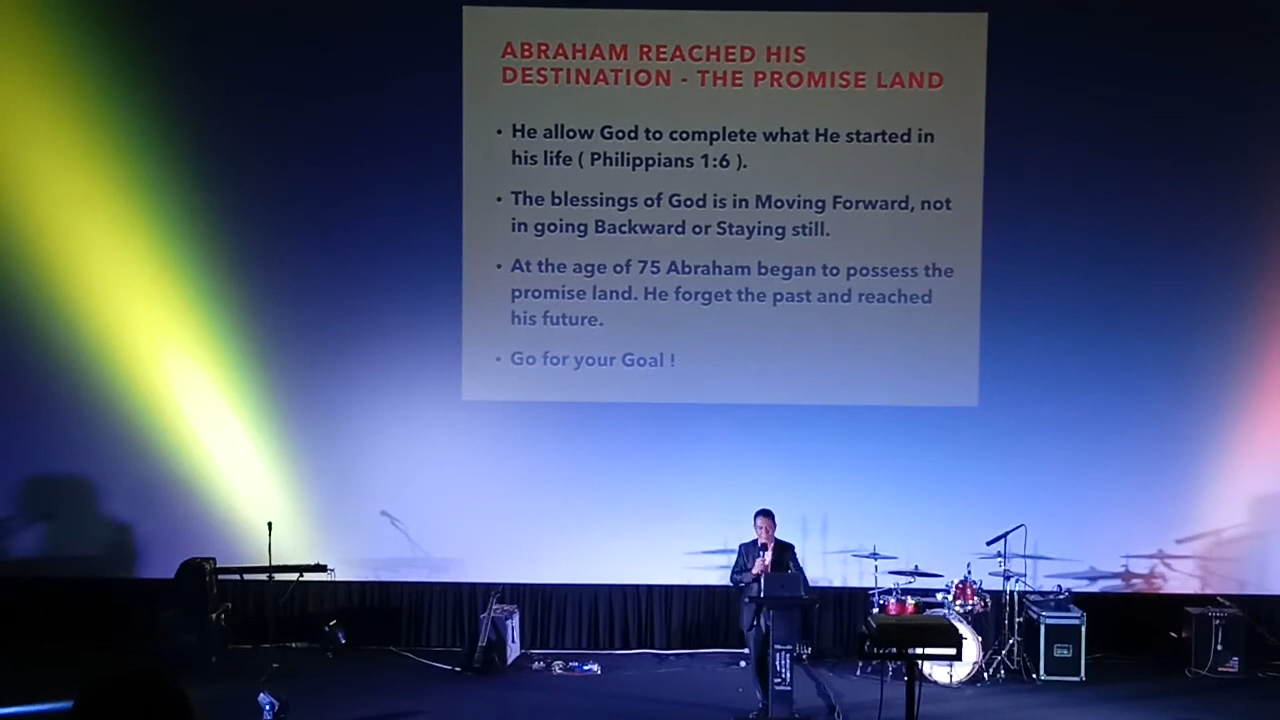 ABRAHAM REACHED HIS
DESTINATION - THE PROMISE LAND
• He allow God to complete what He started in
his life ( Philippians 1:6 ).
• The blessings of God is in Moving Forward, not
in going Backward or Staying still.
• At the age of 75 Abraham began to possess the
promise land. He forget the past and reached
his future.
• Go for your Goal !